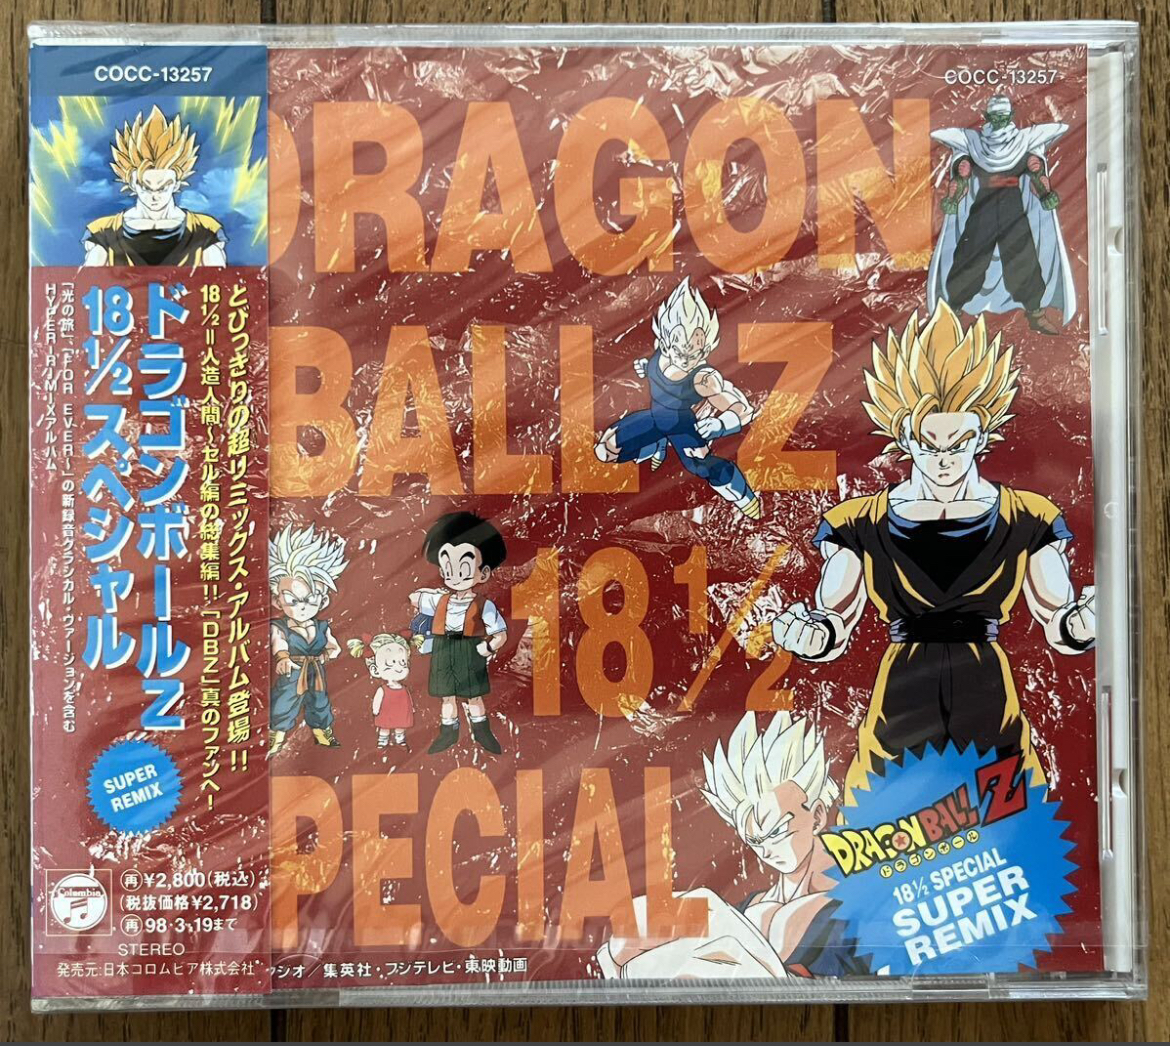 COCC-13257
とびっきりの超リミックス・アルバム登場!!
18½=人造人間〜セル編の総集編!!「DBZ」真のファンへ!
ドラゴンボールZ
18½スペシャル
「光の旅」、「FOR EVER〜」の新録音クラシカル・ヴァージョンを含む
HYPER RIMIXアルバム
SUPER
REMIX
Columbia
再¥2,800(税込)
(税抜価格¥2,718)
再98・3・19まで
STEREO
発売元:日本コロムビア株式会社
COCC-13257
DRAGON
BALL Z
18½
PECIAL
DRAGON BALL Z
ドラゴンボール
18½ SPECIAL
SUPER
REMIX
ラジオ/集英社・フジテレビ・東映動画